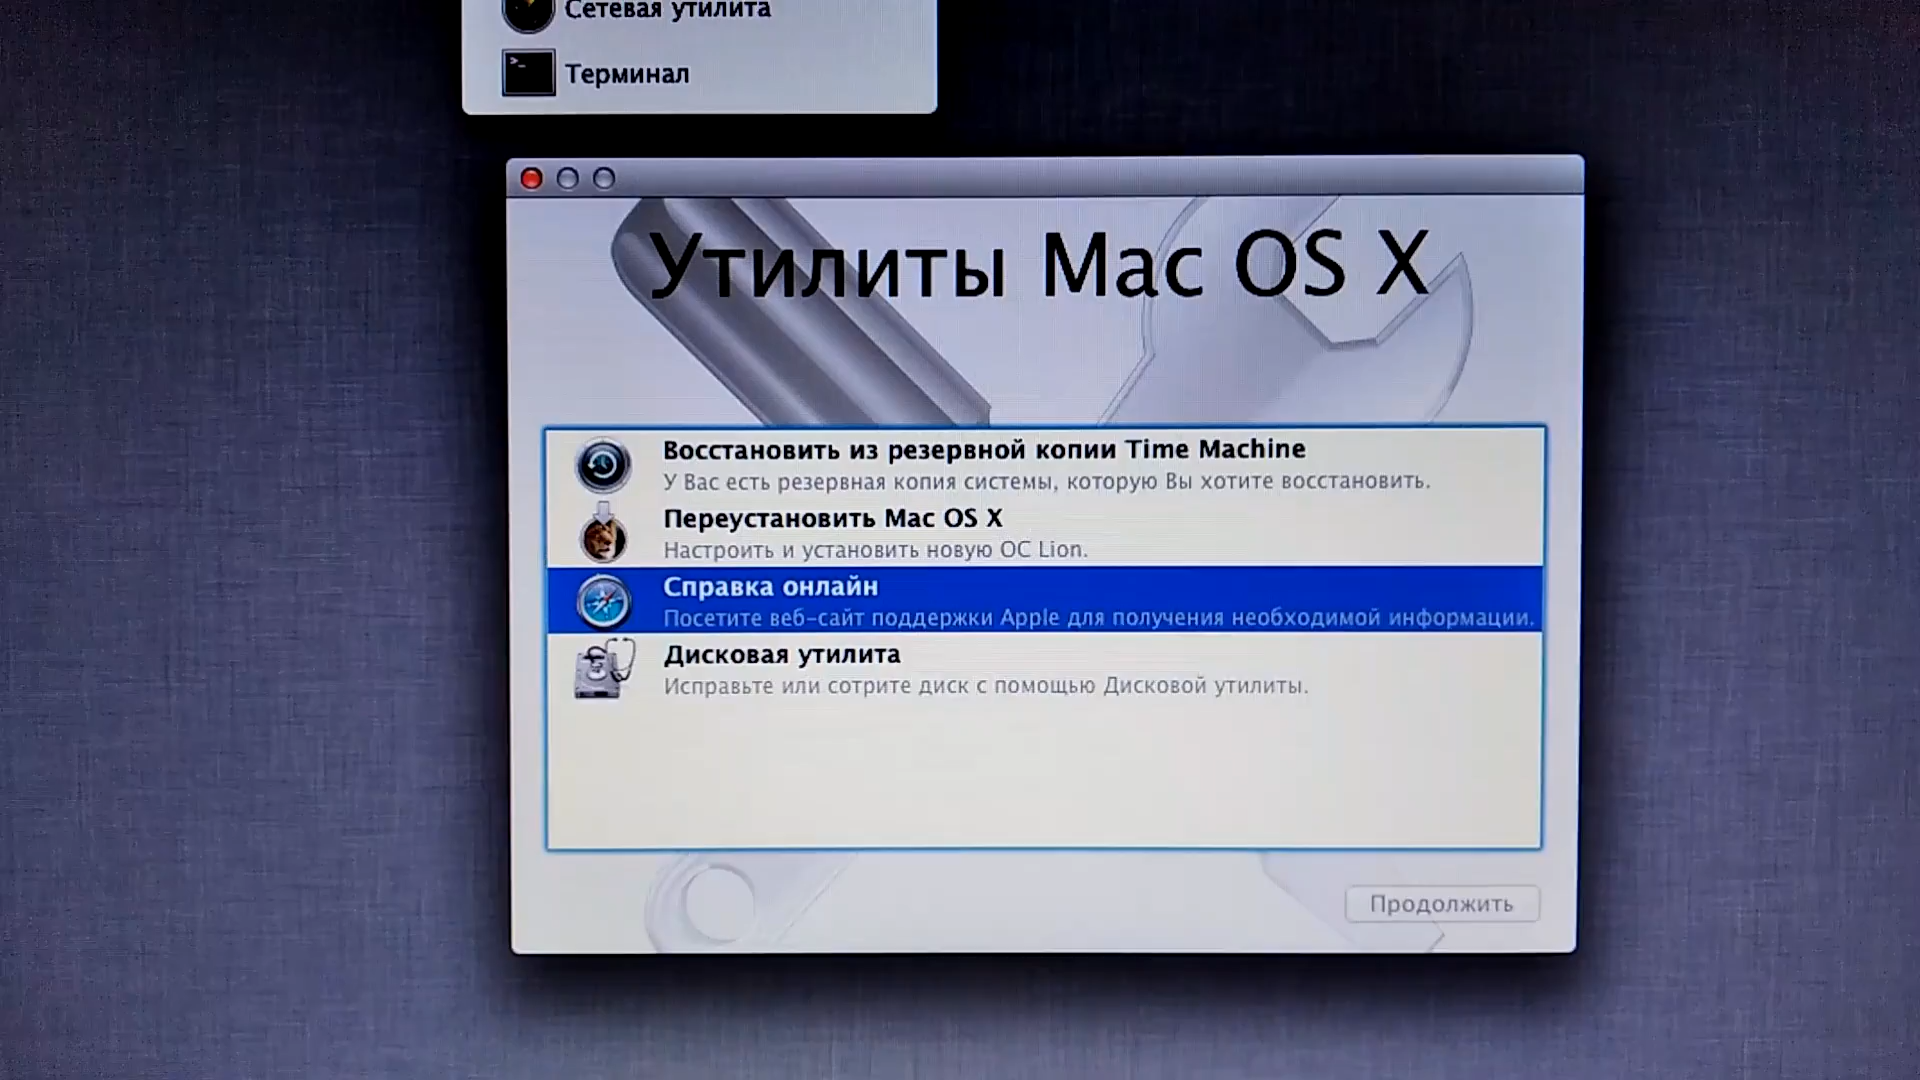 Сетевая утилита
Терминал
Утилиты Mac OS X
Восстановить из резервной копии Time Machine
У Вас есть резервная копия системы, которую Вы хотите восстановить.
Переустановить Mac OS X
Настроить и установить новую ОС Lion.
Справка онлайн
Посетите веб-сайт поддержки Apple для получения необходимой информации.
Дисковая утилита
Исправьте или сотрите диск с помощью Дисковой утилиты.
Продолжить